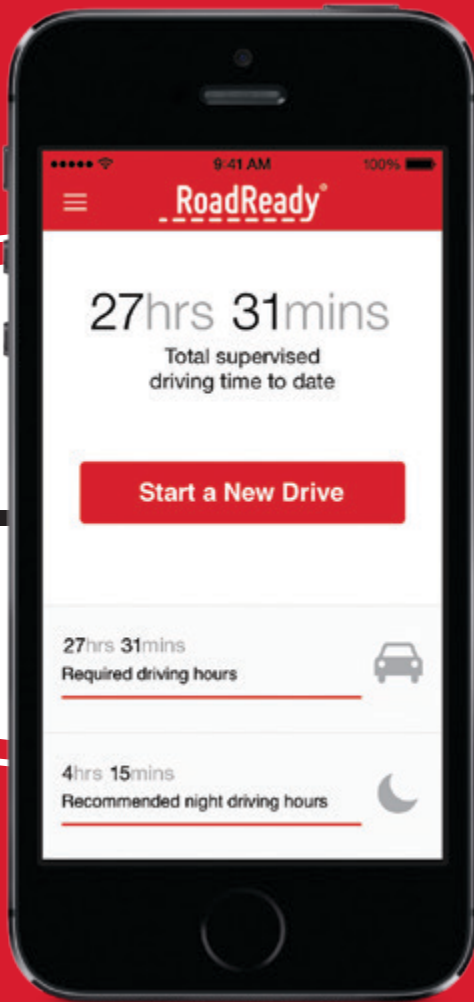 9:41 AM
100%
RoadReady®
27hrs 31mins
Total supervised
driving time to date
Start a New Drive
27hrs 31mins
Required driving hours
4hrs 15mins
Recommended night driving hours